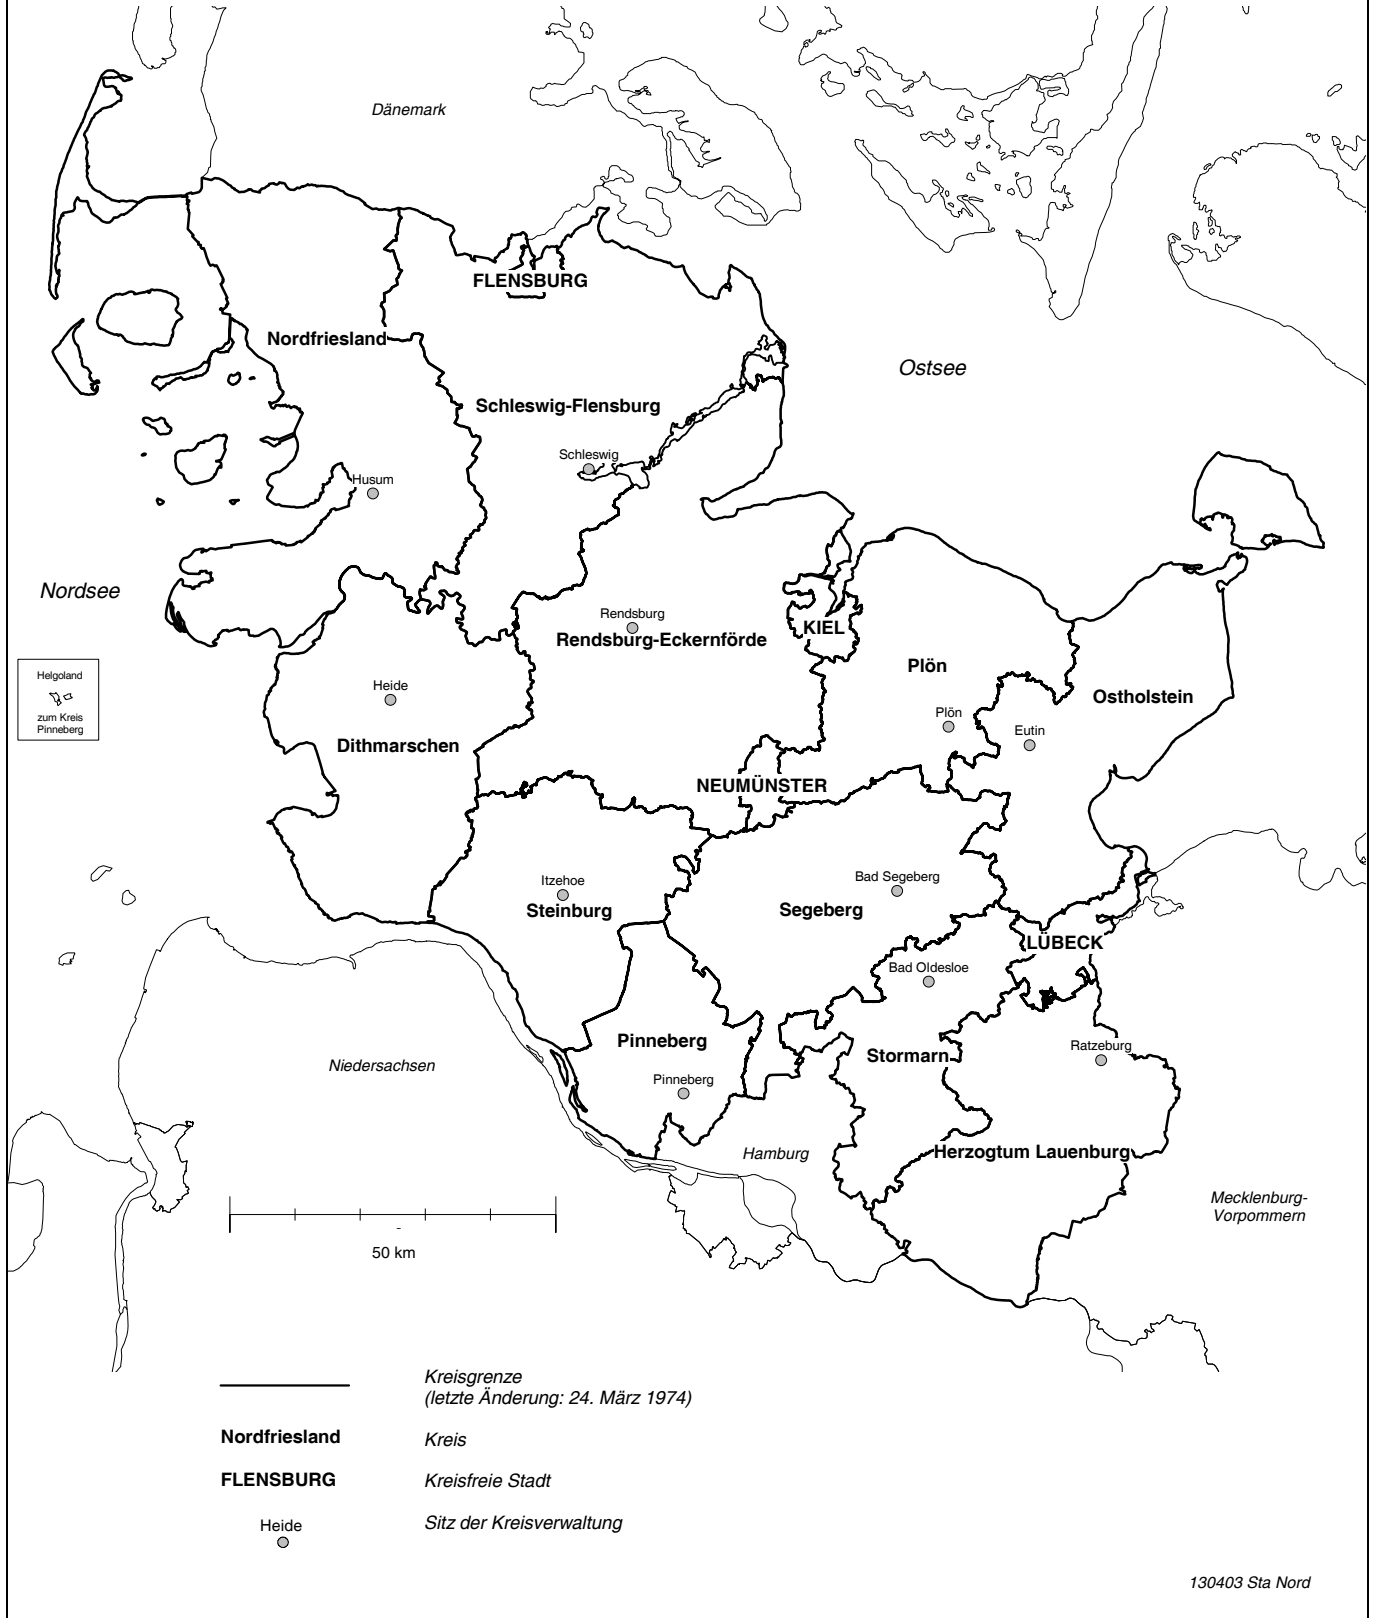 Dänemark
FLENSBURG
Nordfriesland
Ostsee
Schleswig-Flensburg
Schleswig
Husum
Nordsee
Rendsburg
Rendsburg-Eckernförde
KIEL
Plön
Helgoland
zum Kreis
Pinneberg
Heide
Ostholstein
Plön
Eutin
Dithmarschen
NEUMÜNSTER
Itzehoe
Steinburg
Bad Segeberg
Segeberg
LÜBECK
Bad Oldesloe
Pinneberg
Stormarn
Ratzeburg
Niedersachsen
Pinneberg
Hamburg
Herzogtum Lauenburg
Mecklenburg-
Vorpommern
50 km
Kreisgrenze
(letzte Änderung: 24. März 1974)
Nordfriesland
Kreis
FLENSBURG
Kreisfreie Stadt
Heide
Sitz der Kreisverwaltung
130403 Sta Nord